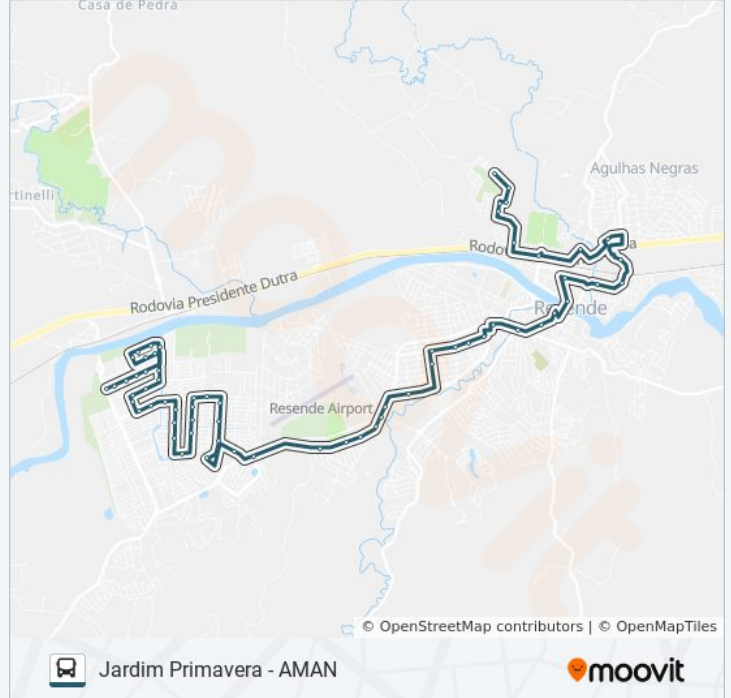 Casa de Pedra
rtinelli
Agulhas Negras
Rodo
a
Rodovia Presidente Dutra
Resende
Resende Airport
© OpenStreetMap contributors | © OpenMapTiles
Jardim Primavera - AMAN
moovit